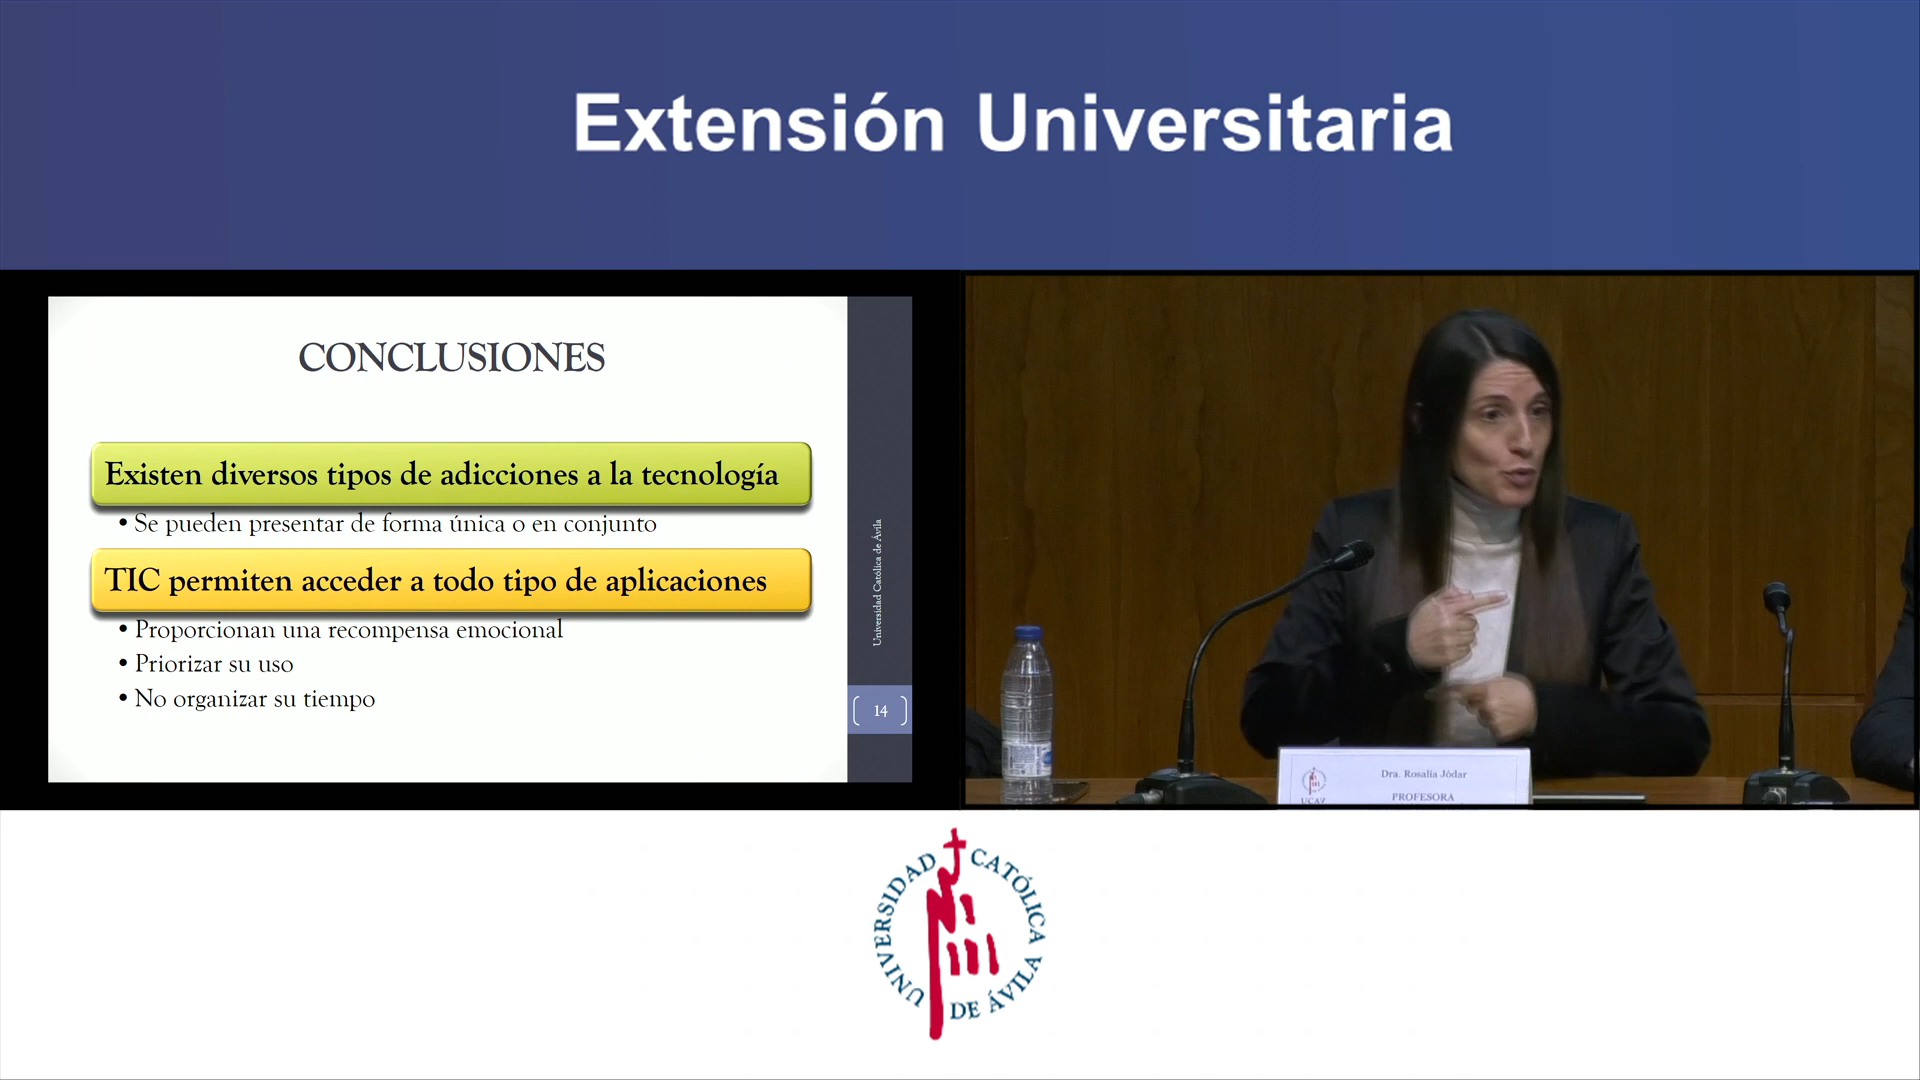 Extensión Universitaria
CONCLUSIONES
Existen diversos tipos de adicciones a la tecnología
• Se pueden presentar de forma única o en conjunto
TIC permiten acceder a todo tipo de aplicaciones
• Proporcionan una recompensa emocional
• Priorizar su uso
• No organizar su tiempo
Universidad Católica de Ávila
14
Dra. Rosalía Jódar
PROFESORA
UCAV
UNIVERSIDAD CATÓLICA DE ÁVILA